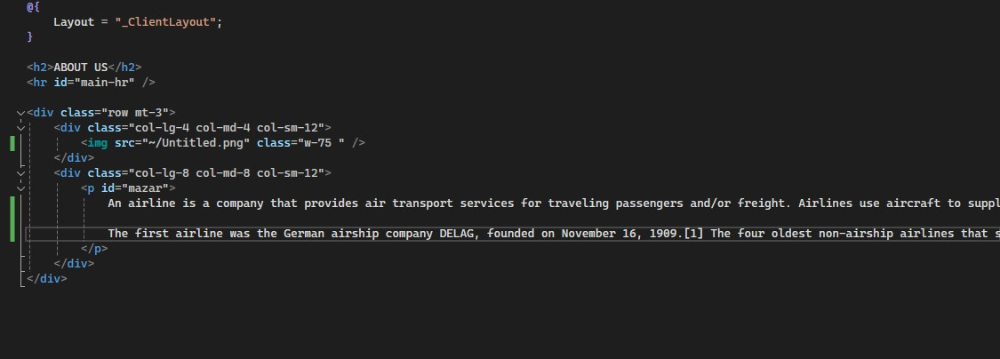 @{
Layout = "_ClientLayout";
}
<h2>ABOUT US</h2>
<hr id="main-hr" />
<div class="row mt-3">
<div class="col-lg-4 col-md-4 col-sm-12">
<img src="~/Untitled.png" class="w-75 " />
</div>
<div class="col-lg-8 col-md-8 col-sm-12">
<p id="mazar">
An airline is a company that provides air transport services for traveling passengers and/or freight. Airlines use aircraft to suppl
The first airline was the German airship company DELAG, founded on November 16, 1909.[1] The four oldest non-airship airlines that s
</p>
</div>
</div>